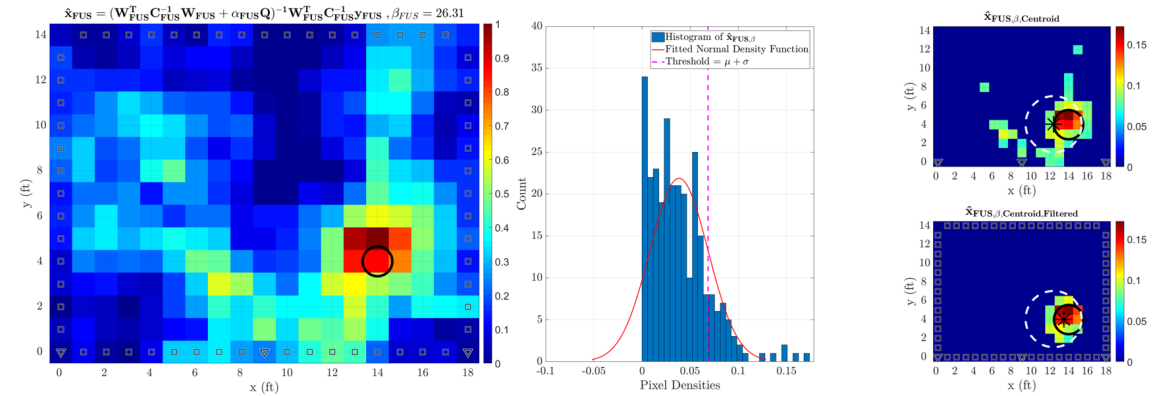 x̂_FUS = (W_FUS^T C_FUS^-1 W_FUS + α_FUS Q)^-1 W_FUS^T C_FUS^-1 y_FUS , β_FUS = 26.31
14
12
10
8
6
4
2
0
y (ft)
0 2 4 6 8 10 12 14 16 18
x (ft)
1
0.9
0.8
0.7
0.6
0.5
0.4
0.3
0.2
0.1
0
Histogram of x̂_FUS,β
Fitted Normal Density Function
Threshold = μ + σ
40
35
30
25
20
15
10
5
0
Count
-0.1 -0.05 0 0.05 0.1 0.15
Pixel Densities
x̂_FUS,β,Centroid
14
12
10
8
6
4
2
0
y (ft)
0 2 4 6 8 10 12 14 16 18
x (ft)
0.15
0.1
0.05
0
x̂_FUS,β,Centroid,Filtered
14
12
10
8
6
4
2
0
y (ft)
0 2 4 6 8 10 12 14 16 18
x (ft)
0.15
0.1
0.05
0